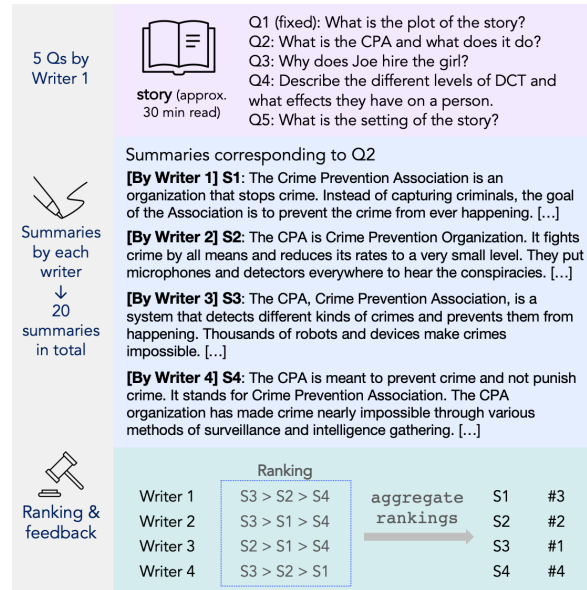 5 Qs by
Writer 1
story (approx.
30 min read)
Q1 (fixed): What is the plot of the story?
Q2: What is the CPA and what does it do?
Q3: Why does Joe hire the girl?
Q4: Describe the different levels of DCT and
what effects they have on a person.
Q5: What is the setting of the story?
Summaries
by each
writer
↓
20
summaries
in total
Summaries corresponding to Q2
[By Writer 1] S1: The Crime Prevention Association is an
organization that stops crime. Instead of capturing criminals, the goal
of the Association is to prevent the crime from ever happening. […]
[By Writer 2] S2: The CPA is Crime Prevention Organization. It fights
crime by all means and reduces its rates to a very small level. They put
microphones and detectors everywhere to hear the conspiracies. […]
[By Writer 3] S3: The CPA, Crime Prevention Association, is a
system that detects different kinds of crimes and prevents them from
happening. Thousands of robots and devices make crimes
impossible. […]
[By Writer 4] S4: The CPA is meant to prevent crime and not punish
crime. It stands for Crime Prevention Association. The CPA
organization has made crime nearly impossible through various
methods of surveillance and intelligence gathering. […]
Ranking &
feedback
Ranking
Writer 1 S3 > S2 > S4
Writer 2 S3 > S1 > S4
Writer 3 S2 > S1 > S4
Writer 4 S3 > S2 > S1
aggregate
rankings
S1 #3
S2 #2
S3 #1
S4 #4